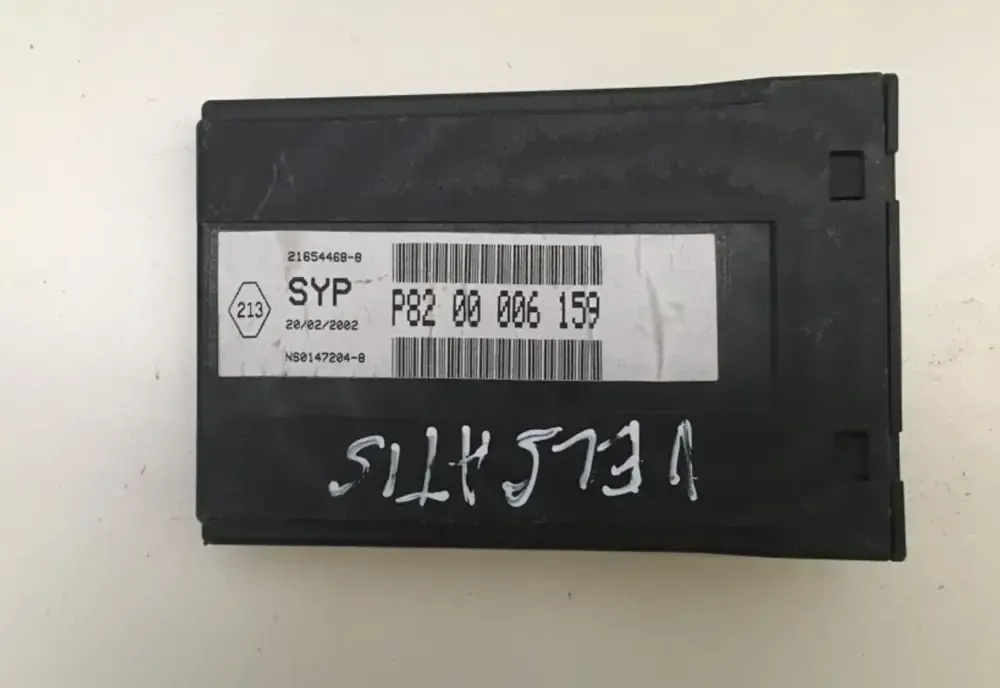 21654468-8
213
SYP
20/02/2002
NS0147204-8
P82 00 006 159
VELSATIS